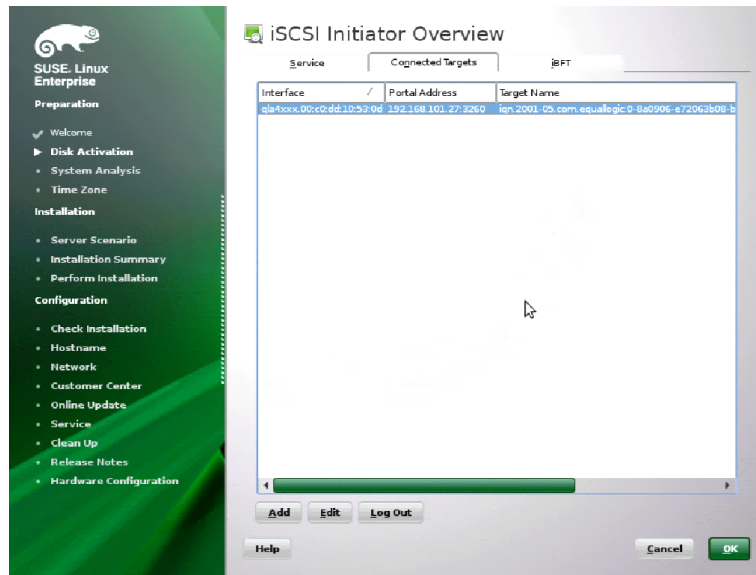 SUSE. Linux
Enterprise
Preparation
Welcome
Disk Activation
System Analysis
Time Zone
Installation
Server Scenario
Installation Summary
Perform Installation
Configuration
Check Installation
Hostname
Network
Customer Center
Online Update
Service
Clean Up
Release Notes
Hardware Configuration
iSCSI Initiator Overview
Service Connected Targets iBFT
Interface Portal Address Target Name
qla4xxx.00:c0:dd:10:53:0d 192.168.101.27:3260 iqn.2001-05.com.equallogic:0-8a0906-e72063b08-b
Add Edit Log Out
Help Cancel OK